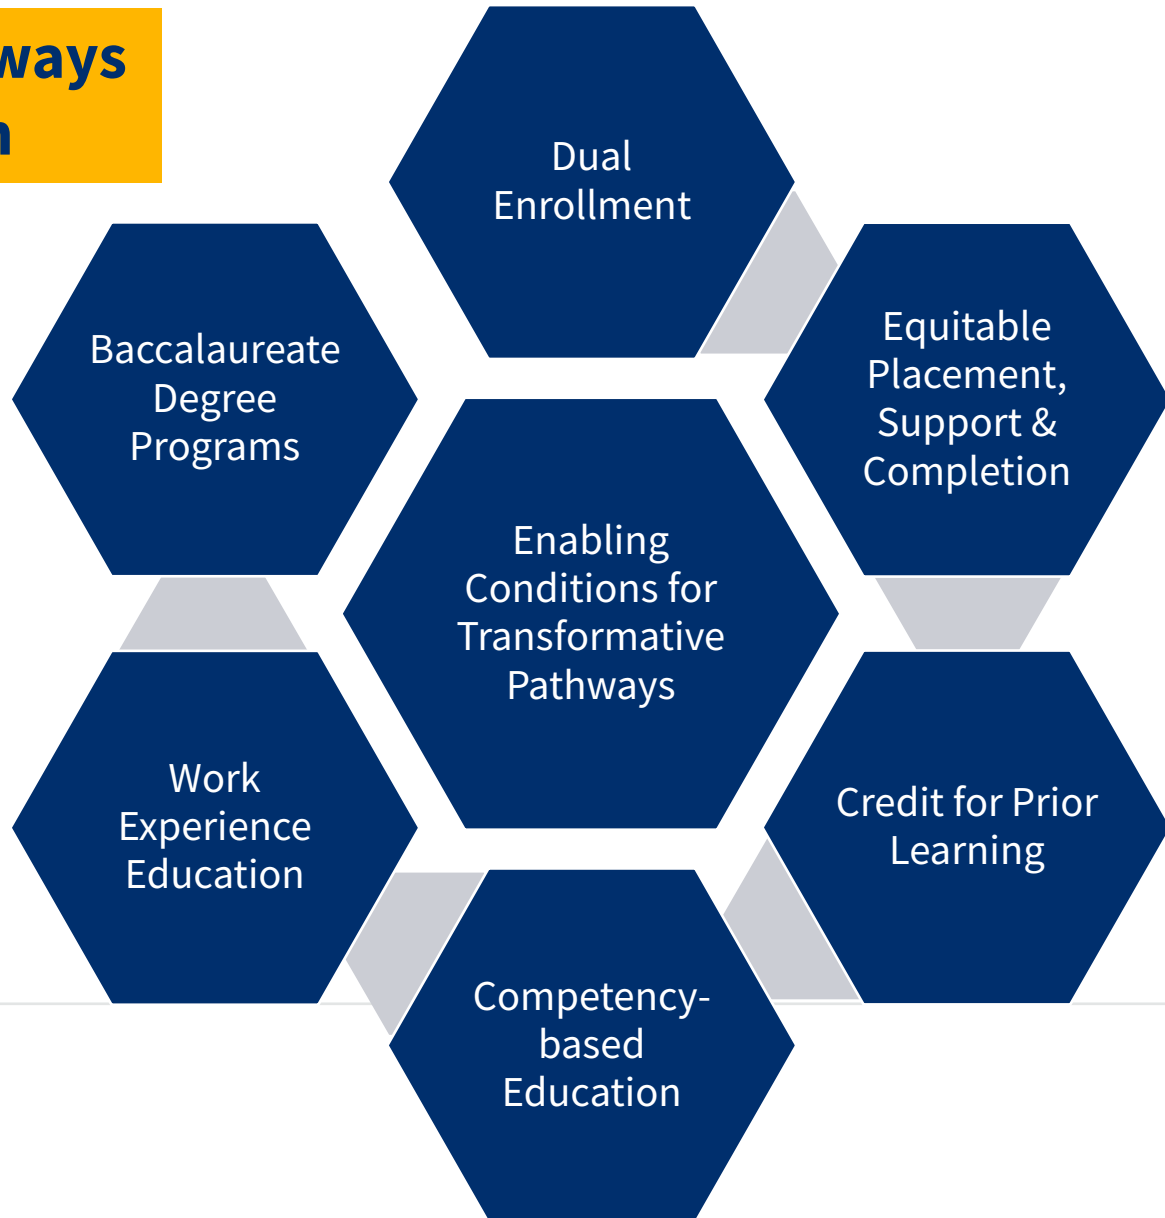 ways
n
Dual
Enrollment
Equitable
Placement,
Support &
Completion
Credit for Prior
Learning
Competency-
based
Education
Work
Experience
Education
Baccalaureate
Degree
Programs
Enabling
Conditions for
Transformative
Pathways